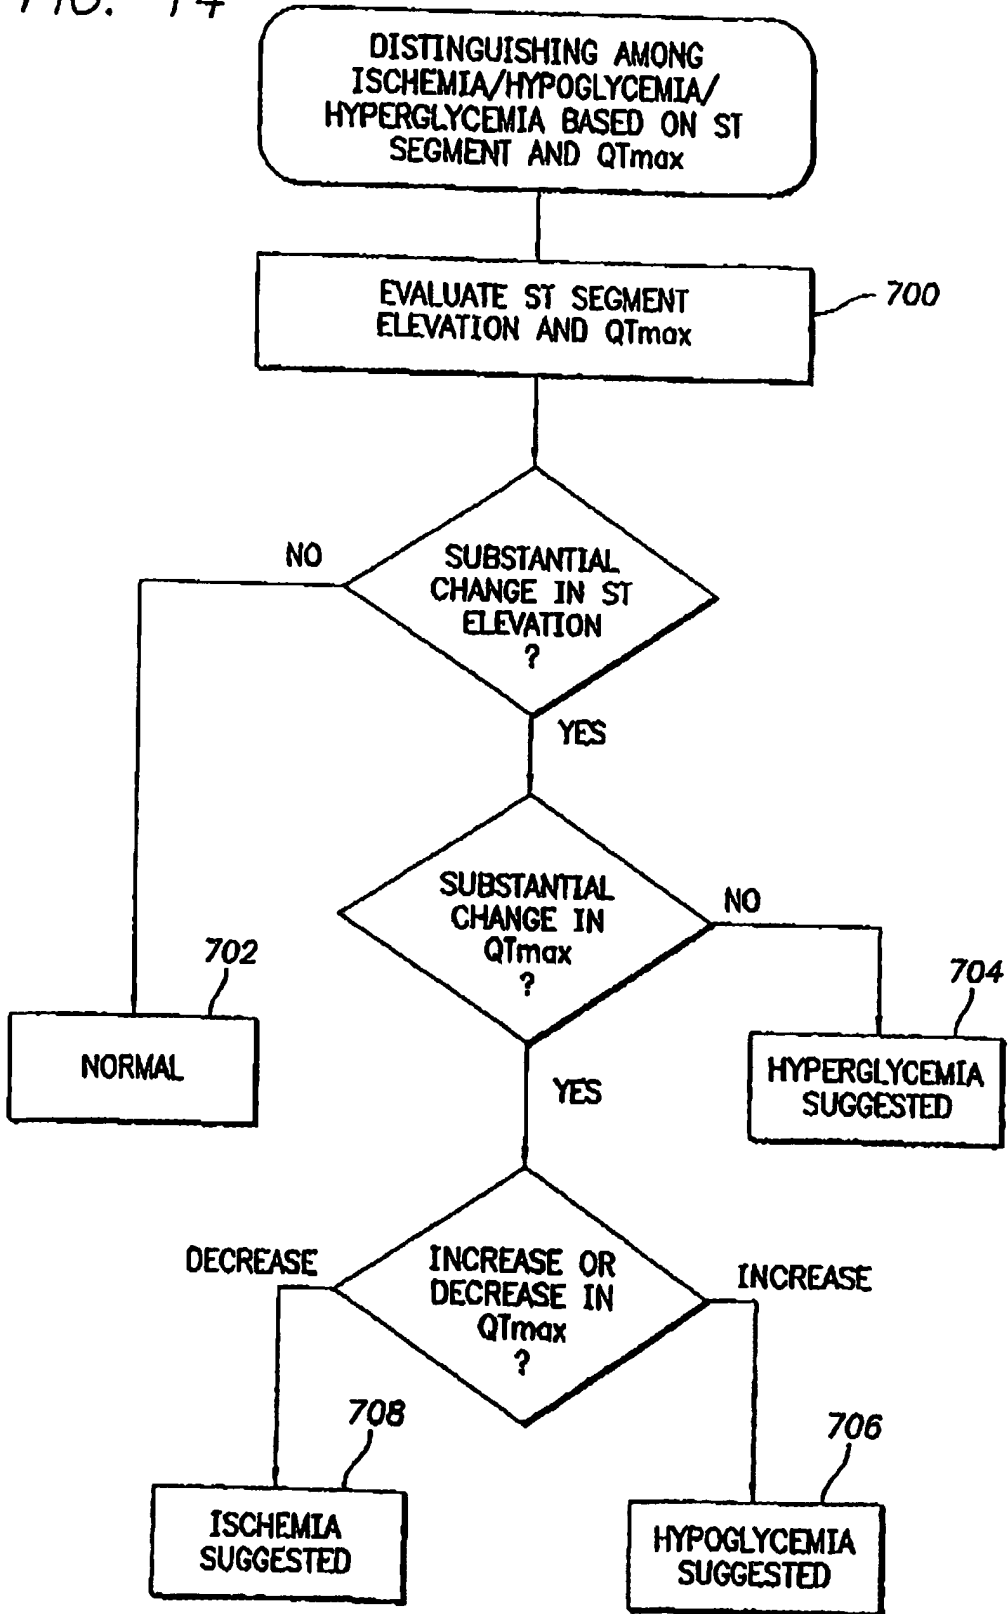 FIG. 14
DISTINGUISHING AMONG
ISCHEMIA/HYPOGLYCEMIA/
HYPERGLYCEMIA BASED ON ST
SEGMENT AND QTmax
EVALUATE ST SEGMENT
ELEVATION AND QTmax
700
NO
SUBSTANTIAL
CHANGE IN ST
ELEVATION
?
YES
SUBSTANTIAL
CHANGE IN
QTmax
?
NO
702
704
NORMAL
HYPERGLYCEMIA
SUGGESTED
YES
DECREASE
INCREASE OR
DECREASE IN
QTmax
?
INCREASE
708
706
ISCHEMIA
SUGGESTED
HYPOGLYCEMIA
SUGGESTED